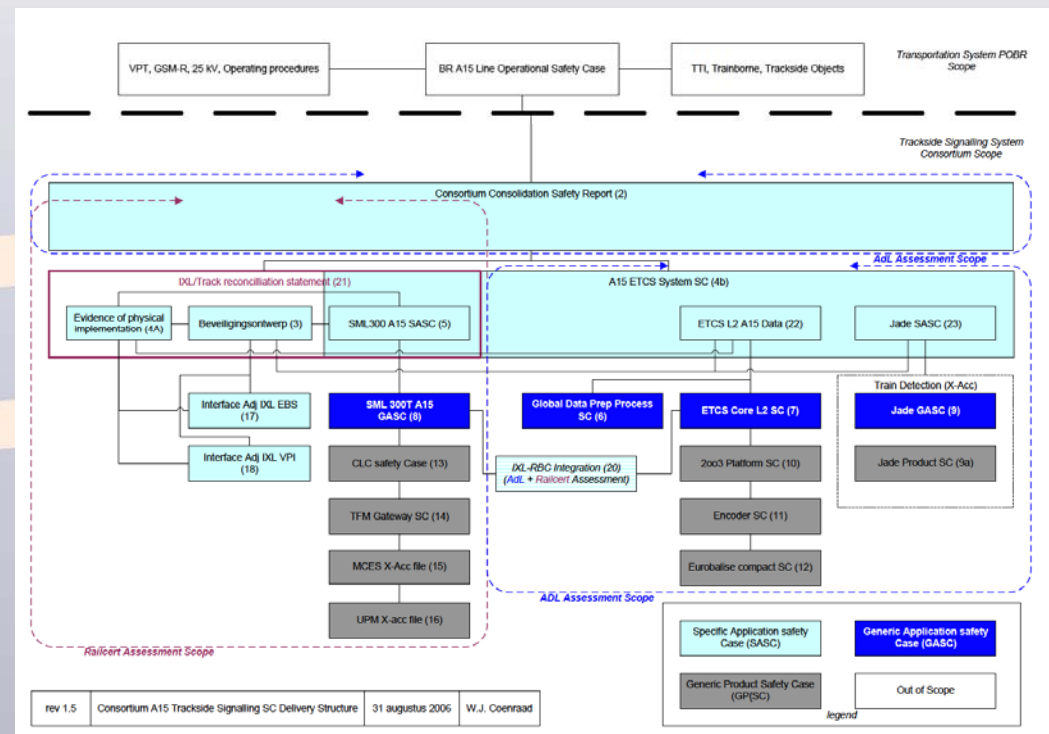 VPT, GSM-R, 25 kV, Operating procedures
BR A15 Line Operational Safety Case
TTI, Trainborne, Trackside Objects
Transportation System POBR
Scope
Trackside Signalling System
Consortium Scope
Consortium Consolidation Safety Report (2)
AdL Assessment Scope
IXL/Track reconcilliation statement (21)
A15 ETCS System SC (4b)
Evidence of physical
implementation (4A)
Beveiligingsontwerp (3)
SML300 A15 SASC (5)
ETCS L2 A15 Data (22)
Jade SASC (23)
Train Detection (X-Acc)
Interface Adj IXL EBS
(17)
SML 300T A15
GASC (8)
Global Data Prep Process
SC (6)
ETCS Core L2 SC (7)
Jade GASC (9)
Interface Adj IXL VPI
(18)
CLC safety Case (13)
IXL-RBC Integration (20)
(AdL + Railcert Assessment)
2oo3 Platform SC (10)
Jade Product SC (9a)
TFM Gateway SC (14)
Encoder SC (11)
MCES X-Acc file (15)
Eurobalise compact SC (12)
UPM X-acc file (16)
ADL Assessment Scope
Railcert Assessment Scope
Specific Application safety
Case (SASC)
Generic Application safety
Case (GASC)
Generic Product Safety Case
(GP(SC)
Out of Scope
legend
rev 1.5
Consortium A15 Trackside Signalling SC Delivery Structure
31 augustus 2006
W.J. Coenraad